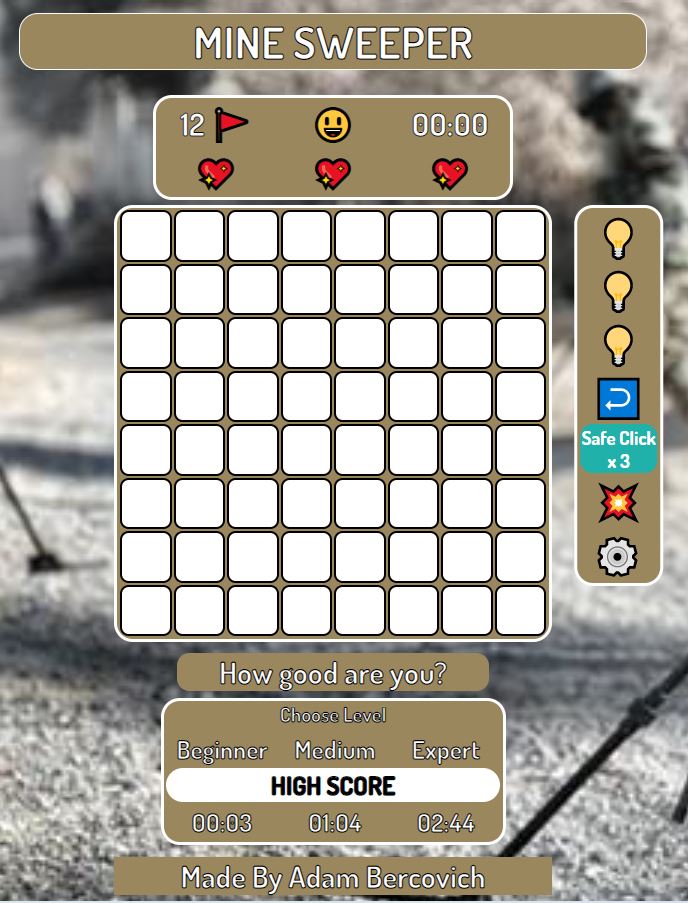 MINE SWEEPER
12 00:00
Safe Click
x 3
How good are you?
Choose Level
Beginner Medium Expert
HIGH SCORE
00:03 01:04 02:44
Made By Adam Bercovich